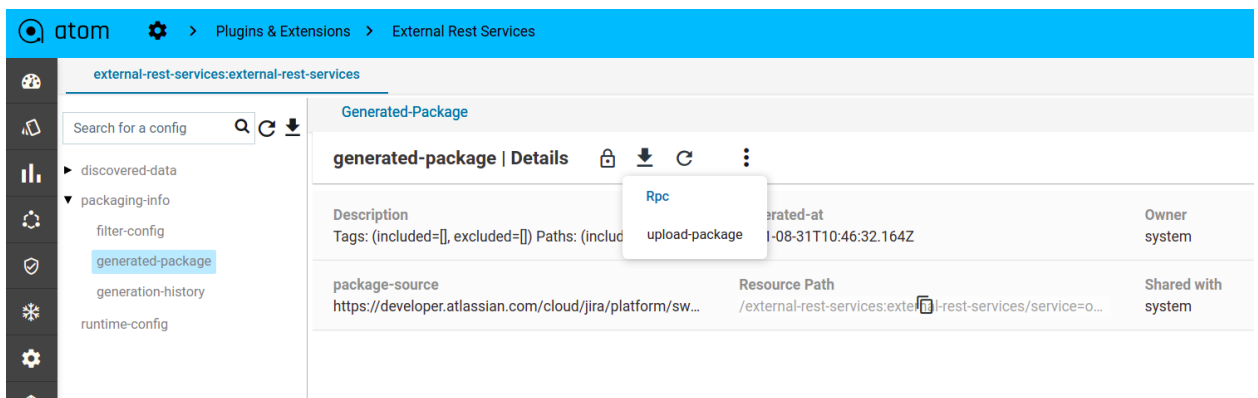 atom > Plugins & Extensions > External Rest Services
external-rest-services:external-rest-services
Search for a config
discovered-data
packaging-info
filter-config
generated-package
generation-history
runtime-config
Generated-Package
generated-package | Details
Rpc
upload-package
Description
Tags: (included=[], excluded=[]) Paths: (includ
erated-at
-08-31T10:46:32.164Z
Owner
system
package-source
https://developer.atlassian.com/cloud/jira/platform/sw...
Resource Path
/external-rest-services:external-rest-services/service=o...
Shared with
system